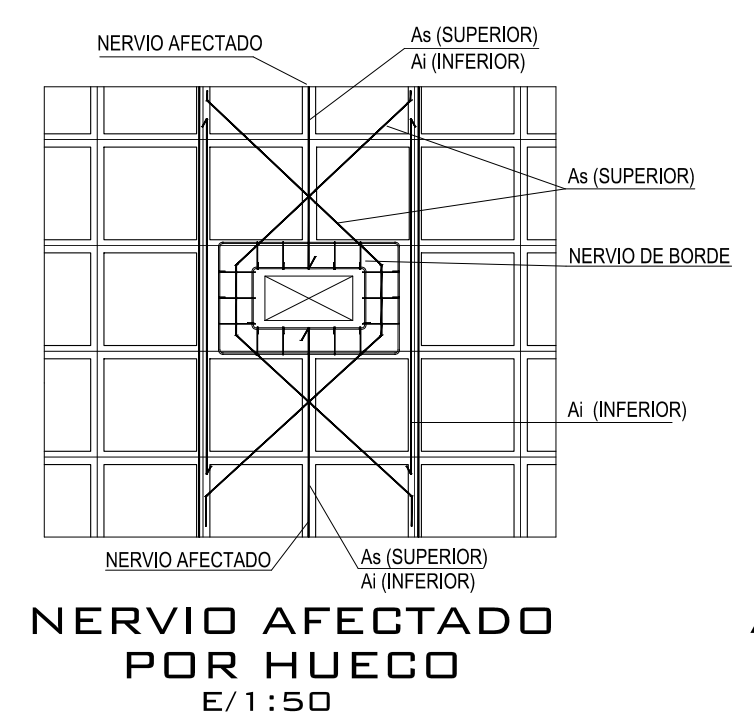 NERVIO AFECTADO
As (SUPERIOR)
Ai (INFERIOR)
As (SUPERIOR)
NERVIO DE BORDE
Ai (INFERIOR)
NERVIO AFECTADO
As (SUPERIOR)
Ai (INFERIOR)
NERVIO AFECTADO
POR HUECO
E/1:50